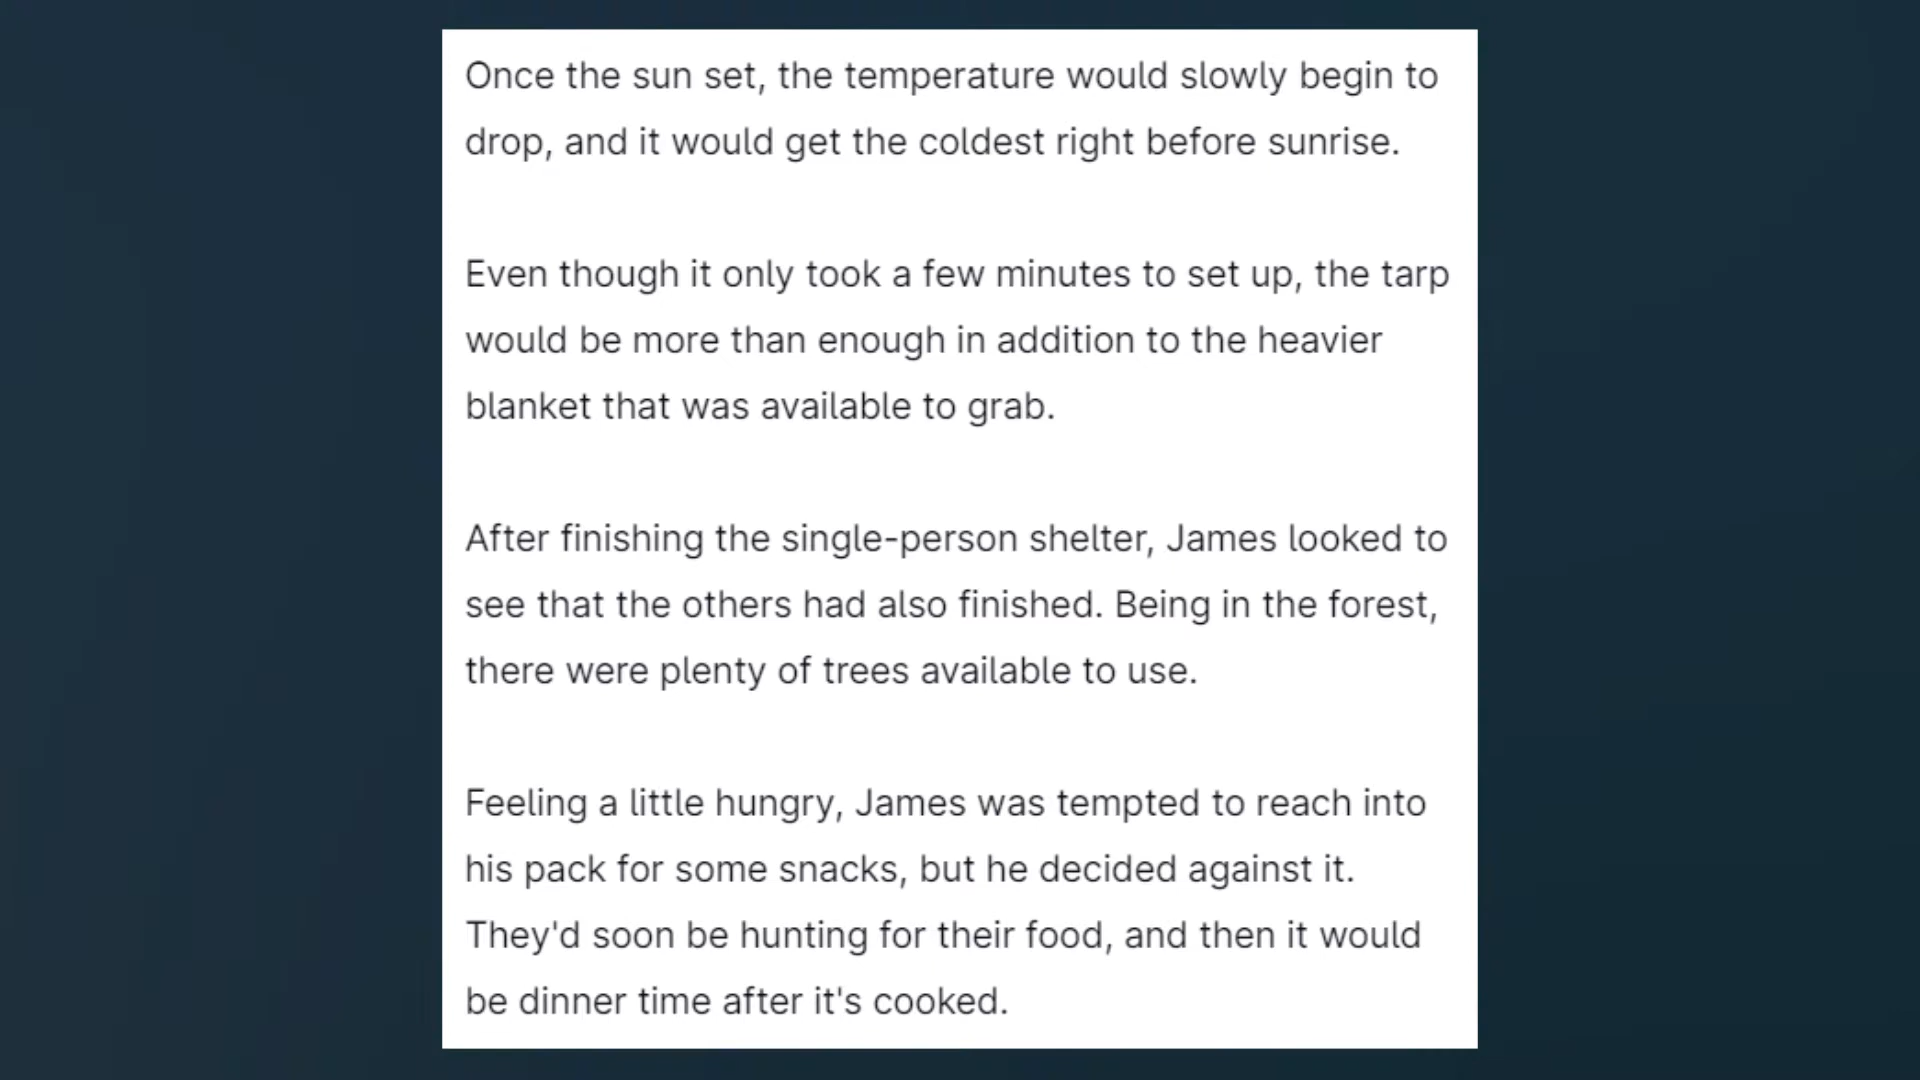 Once the sun set, the temperature would slowly begin to
drop, and it would get the coldest right before sunrise.
Even though it only took a few minutes to set up, the tarp
would be more than enough in addition to the heavier
blanket that was available to grab.
After finishing the single-person shelter, James looked to
see that the others had also finished. Being in the forest,
there were plenty of trees available to use.
Feeling a little hungry, James was tempted to reach into
his pack for some snacks, but he decided against it.
They'd soon be hunting for their food, and then it would
be dinner time after it's cooked.